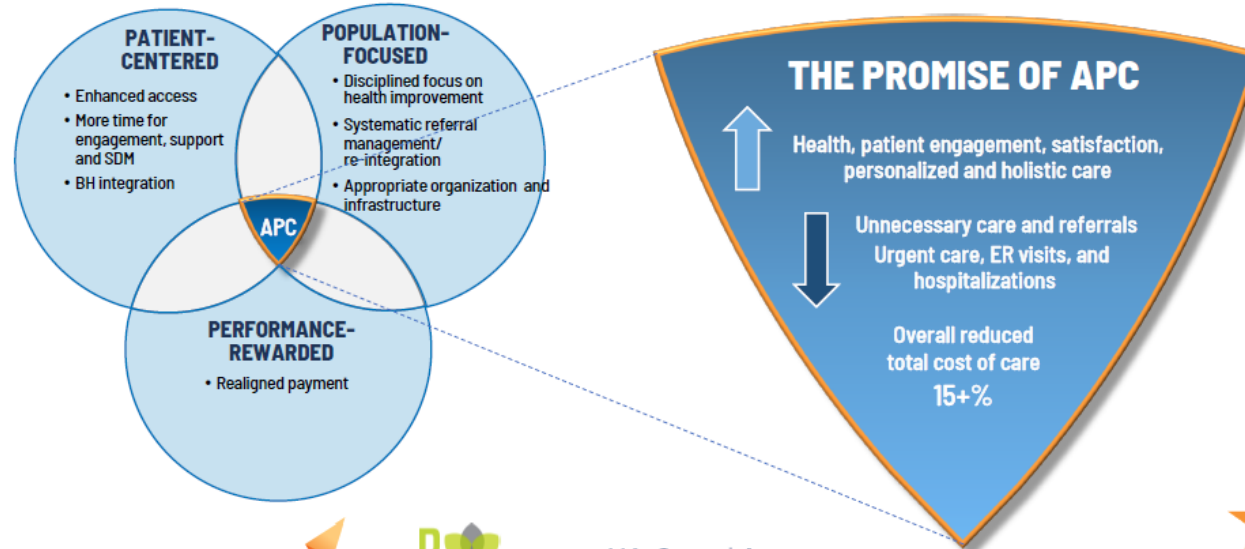 PATIENT-
CENTERED
• Enhanced access
• More time for
engagement, support
and SDM
• BH integration
POPULATION-
FOCUSED
• Disciplined focus on
health improvement
• Systematic referral
management/
re-integration
• Appropriate organization and
infrastructure
APC
PERFORMANCE-
REWARDED
• Realigned payment
THE PROMISE OF APC
Health, patient engagement, satisfaction,
personalized and holistic care
Unnecessary care and referrals
Urgent care, ER visits, and
hospitalizations
Overall reduced
total cost of care
15+%